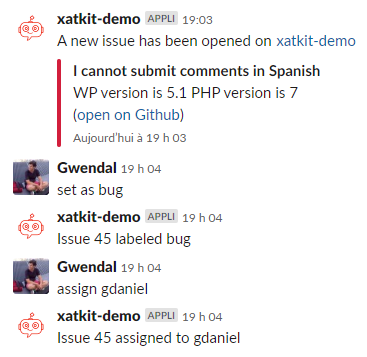 xatkit-demo APPLI 19:03
A new issue has been opened on xatkit-demo
I cannot submit comments in Spanish
WP version is 5.1 PHP version is 7
(open on Github)
Aujourd'hui à 19 h 03
Gwendal 19 h 04
set as bug
xatkit-demo APPLI 19 h 04
Issue 45 labeled bug
Gwendal 19 h 04
assign gdaniel
xatkit-demo APPLI 19 h 04
Issue 45 assigned to gdaniel